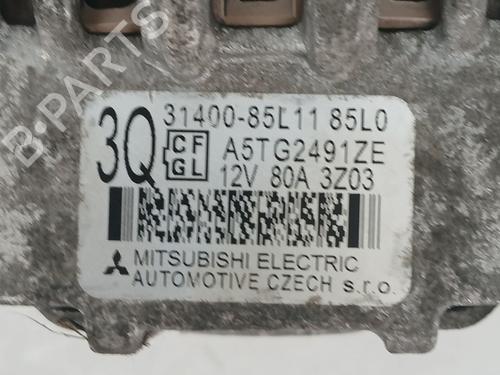 B-PARTS
31400-85L11 85L0
3Q CF A5TG2491ZE
GL 12V 80A 3Z03
MITSUBISHI ELECTRIC
AUTOMOTIVE CZECH s.r.o.